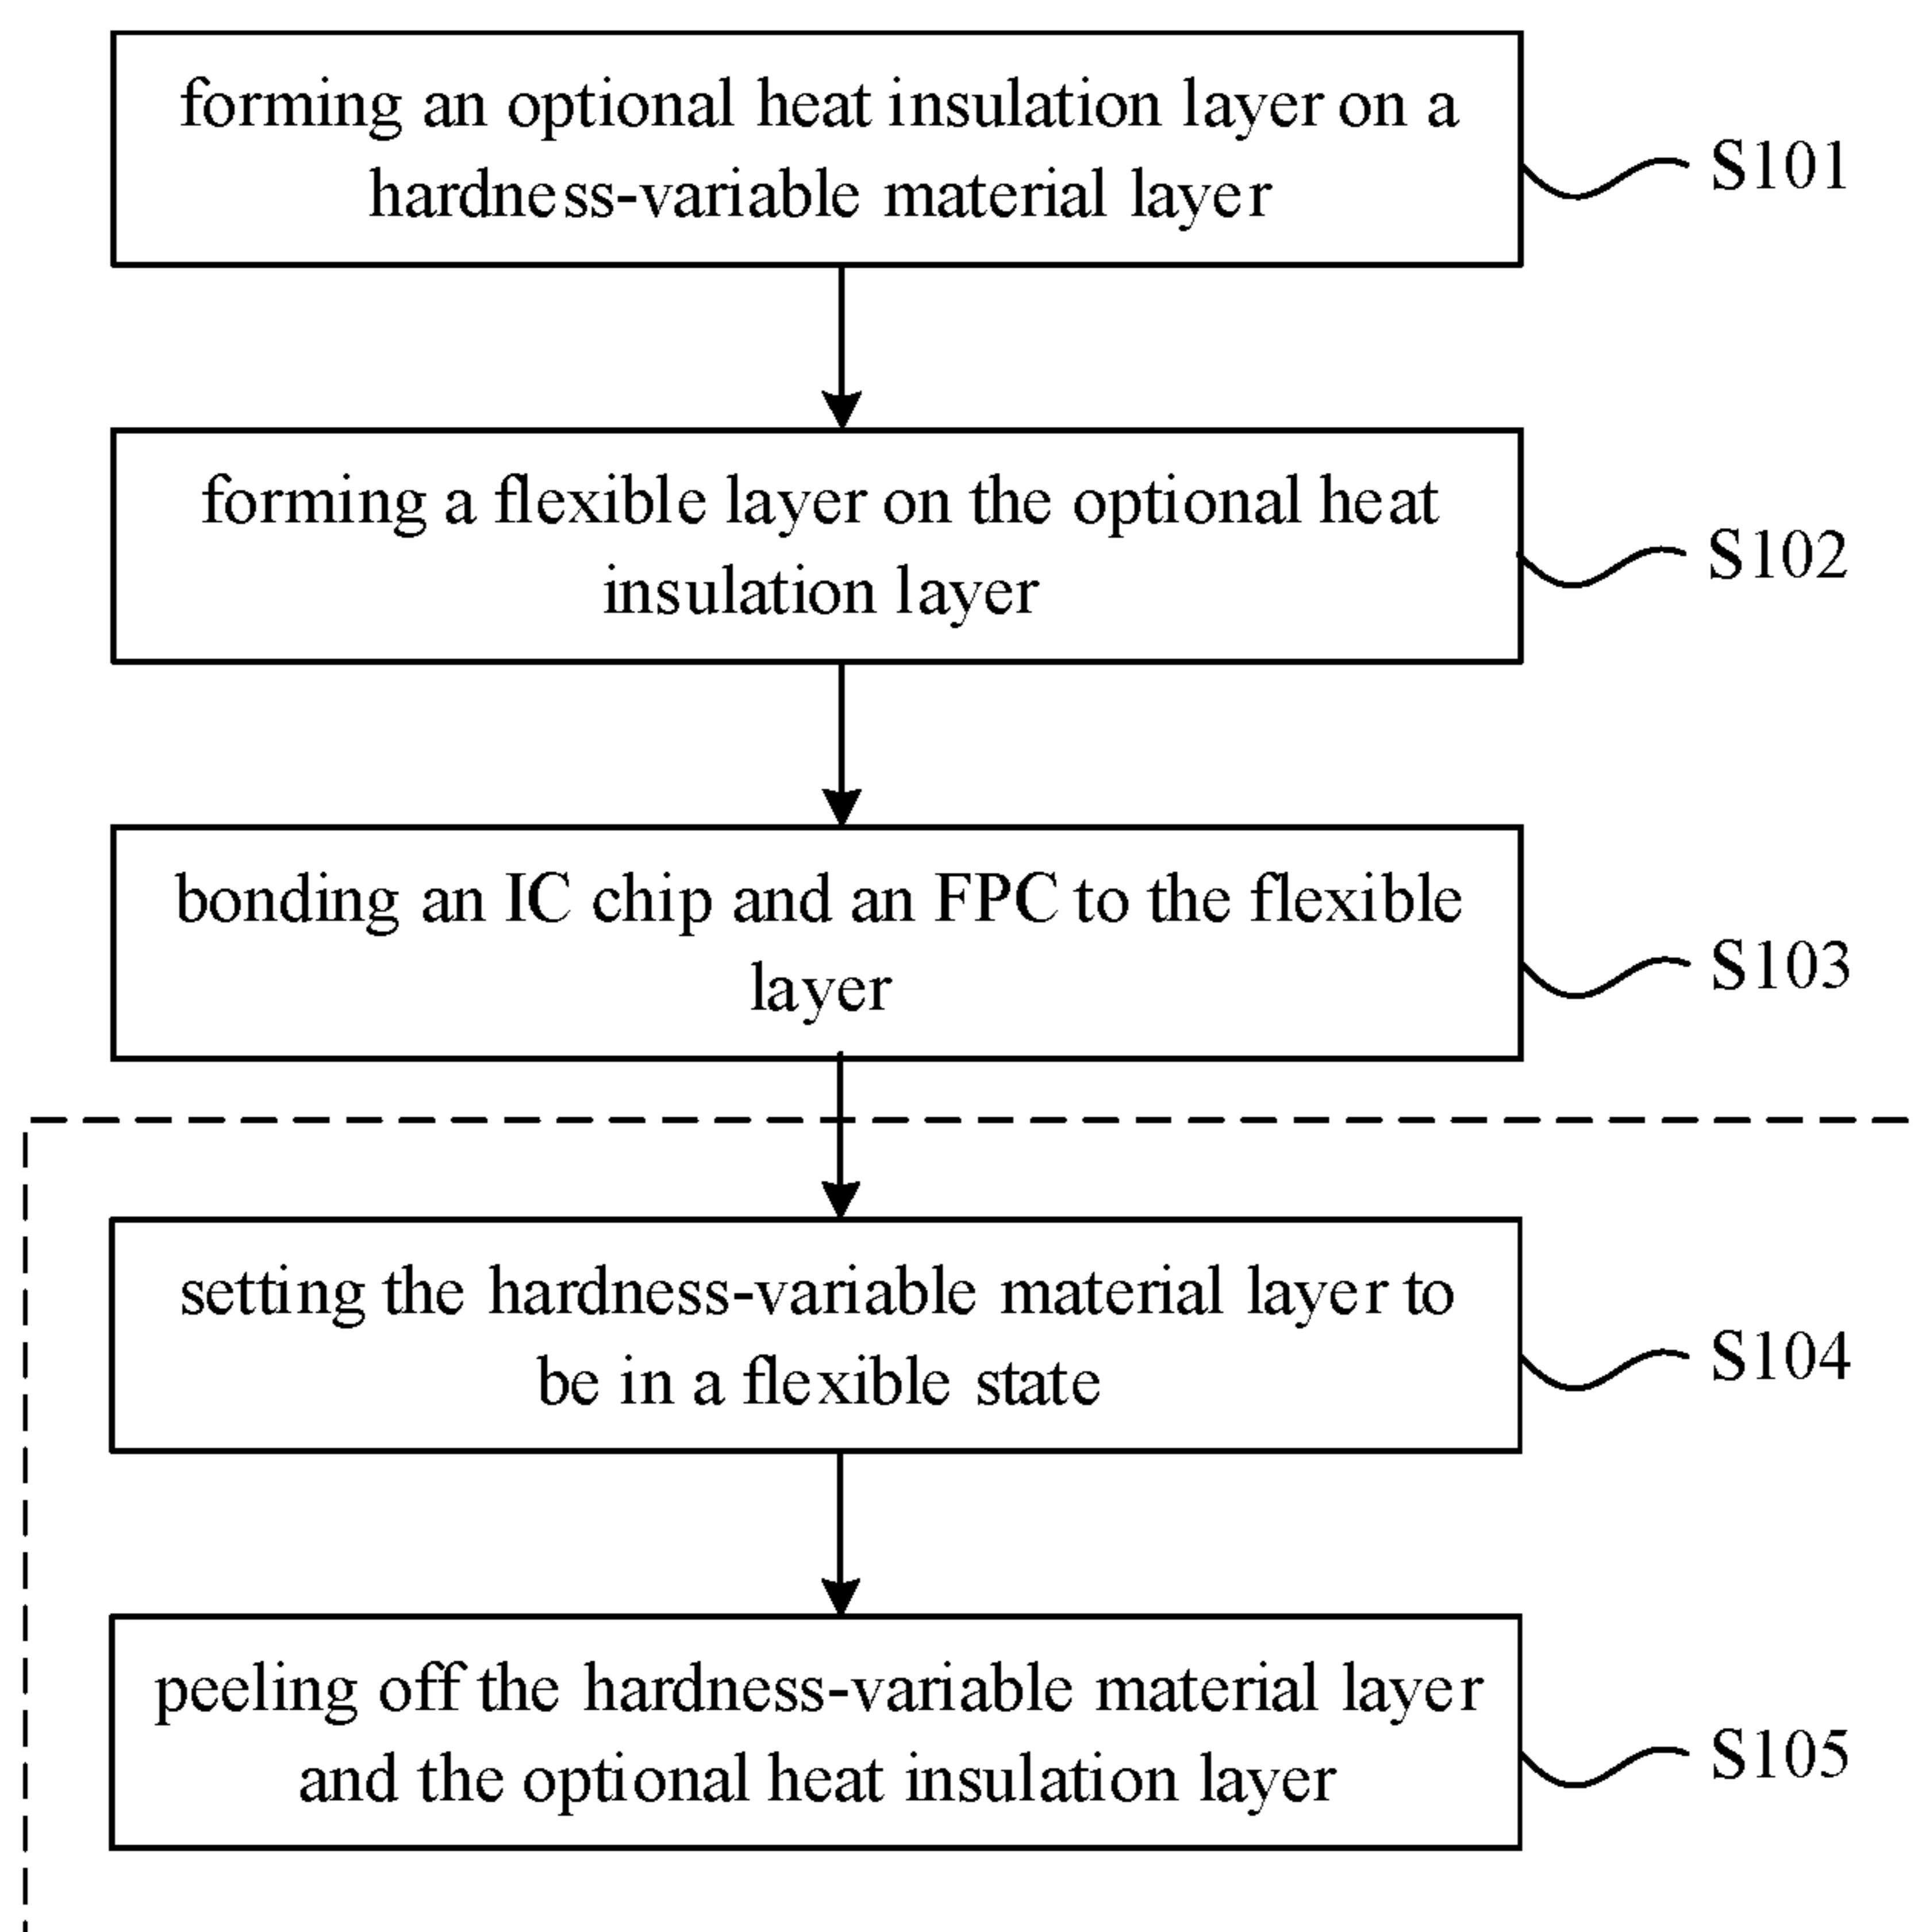 forming an optional heat insulation layer on a
hardness-variable material layer
S101
forming a flexible layer on the optional heat
insulation layer
S102
bonding an IC chip and an FPC to the flexible
layer
S103
setting the hardness-variable material layer to
be in a flexible state
S104
peeling off the hardness-variable material layer
and the optional heat insulation layer
S105